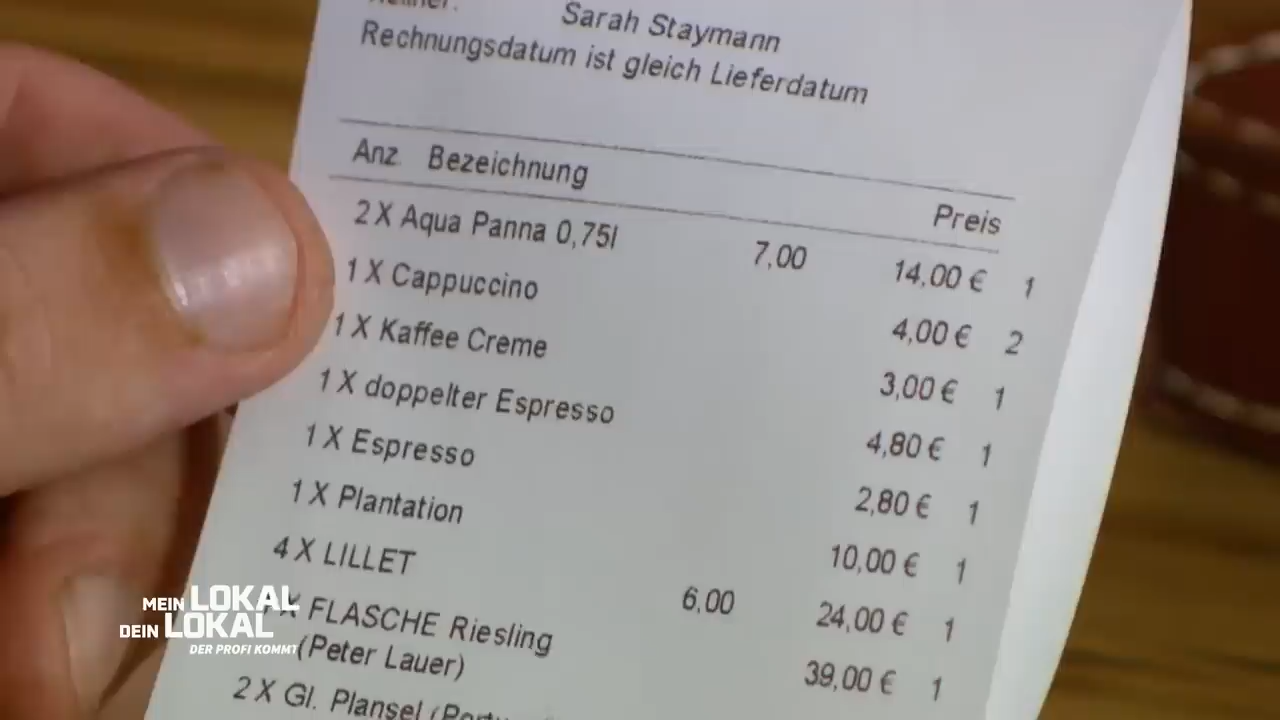 Sarah Staymann
Rechnungsdatum ist gleich Lieferdatum
Anz. Bezeichnung Preis
2 X Aqua Panna 0,75l 7,00 14,00 € 1
1 X Cappuccino 4,00 € 2
1 X Kaffee Creme 3,00 € 1
1 X doppelter Espresso 4,80 € 1
1 X Espresso 2,80 € 1
1 X Plantation 10,00 € 1
4 X LILLET 6,00 24,00 € 1
X FLASCHE Riesling 39,00 € 1
(Peter Lauer)
2 X Gl. Plansel
MEIN LOKAL
DEIN LOKAL
DER PROFI KOMMT